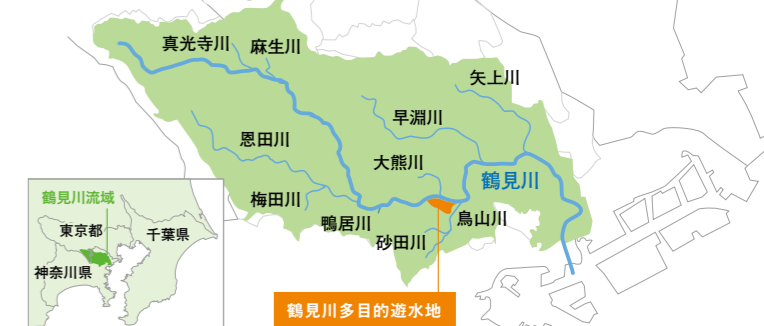 真光寺川
麻生川
矢上川
早淵川
恩田川
大熊川
鶴見川
梅田川
鴨居川
鳥山川
砂田川
鶴見川流域
東京都
千葉県
神奈川県
鶴見川多目的遊水地